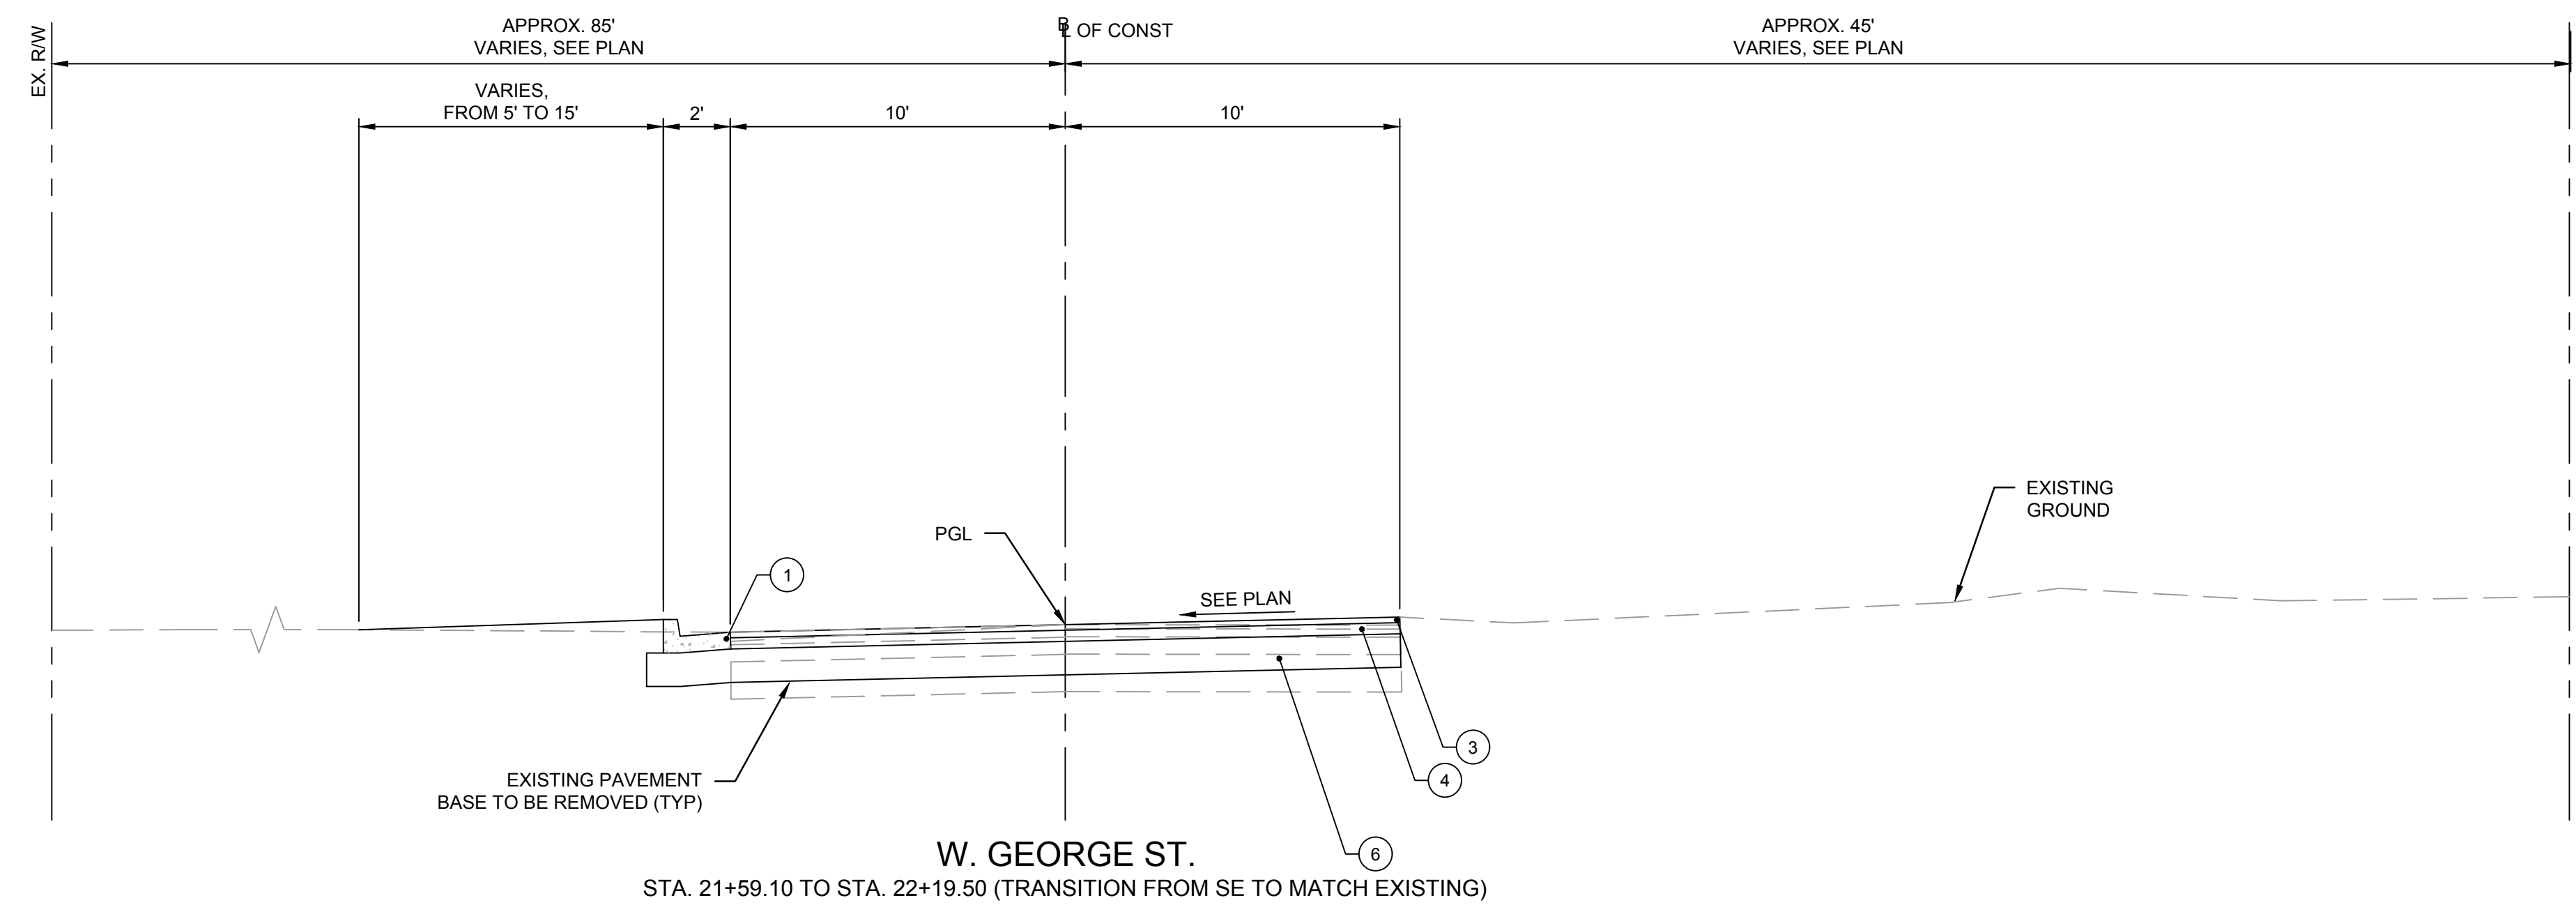 EX. R/W
APPROX. 85'
VARIES, SEE PLAN
BL OF CONST
APPROX. 45'
VARIES, SEE PLAN
VARIES,
FROM 5' TO 15'
2'
10'
10'
EXISTING
GROUND
PGL
1
SEE PLAN
3
4
EXISTING PAVEMENT
BASE TO BE REMOVED (TYP)
6
W. GEORGE ST.
STA. 21+59.10 TO STA. 22+19.50 (TRANSITION FROM SE TO MATCH EXISTING)